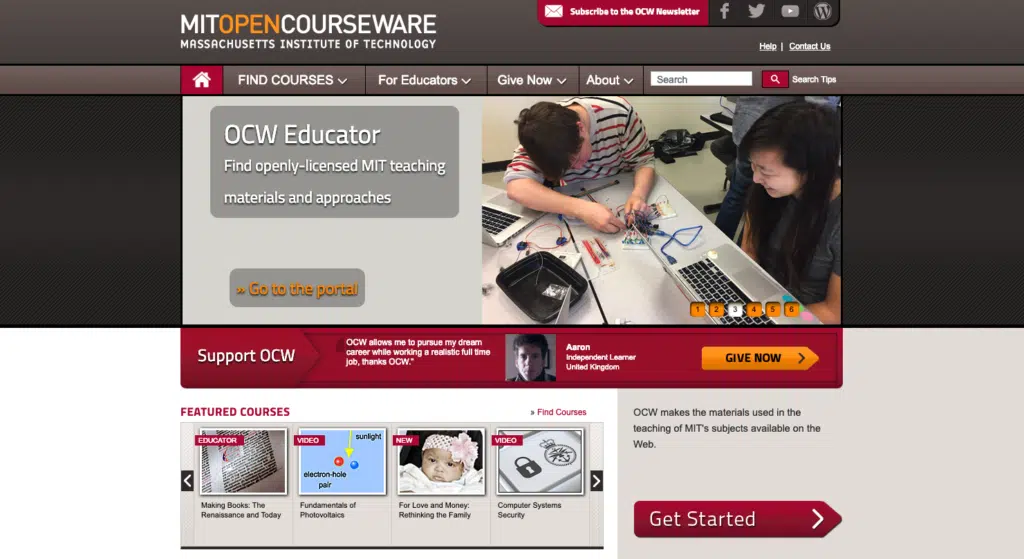 MITOPENCOURSEWARE
MASSACHUSETTS INSTITUTE OF TECHNOLOGY
Subscribe to the OCW Newsletter
Help | Contact Us
FIND COURSES
For Educators
Give Now
About
Search
Search Tips
OCW Educator
Find openly-licensed MIT teaching
materials and approaches
» Go to the portal
1 2 3 4 5 6
Support OCW
OCW allows me to pursue my dream
career while working a realistic full time
job, thanks OCW."
Aaron
Independent Learner
United Kingdom
GIVE NOW
FEATURED COURSES
» Find Courses
EDUCATOR
Making Books: The
Renaissance and Today
VIDEO
sunlight
electron-hole
pair
Fundamentals of
Photovoltaics
NEW
For Love and Money:
Rethinking the Family
VIDEO
Computer Systems
Security
OCW makes the materials used in the
teaching of MIT's subjects available on the
Web.
Get Started